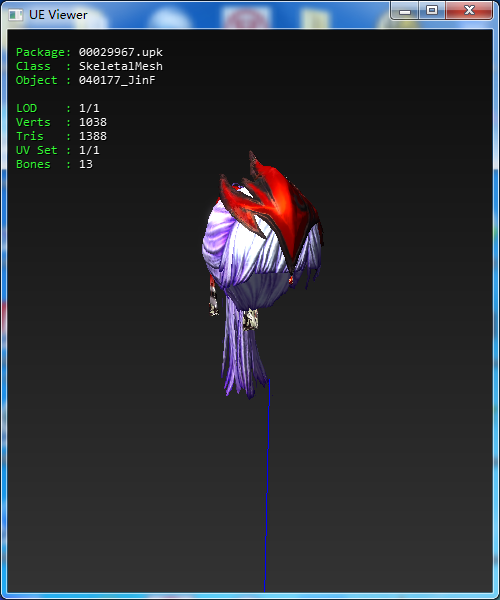 UE Viewer
Package: 00029967.upk
Class  : SkeletalMesh
Object : 040177_JinF
LOD    : 1/1
Verts  : 1038
Tris   : 1388
UV Set : 1/1
Bones  : 13